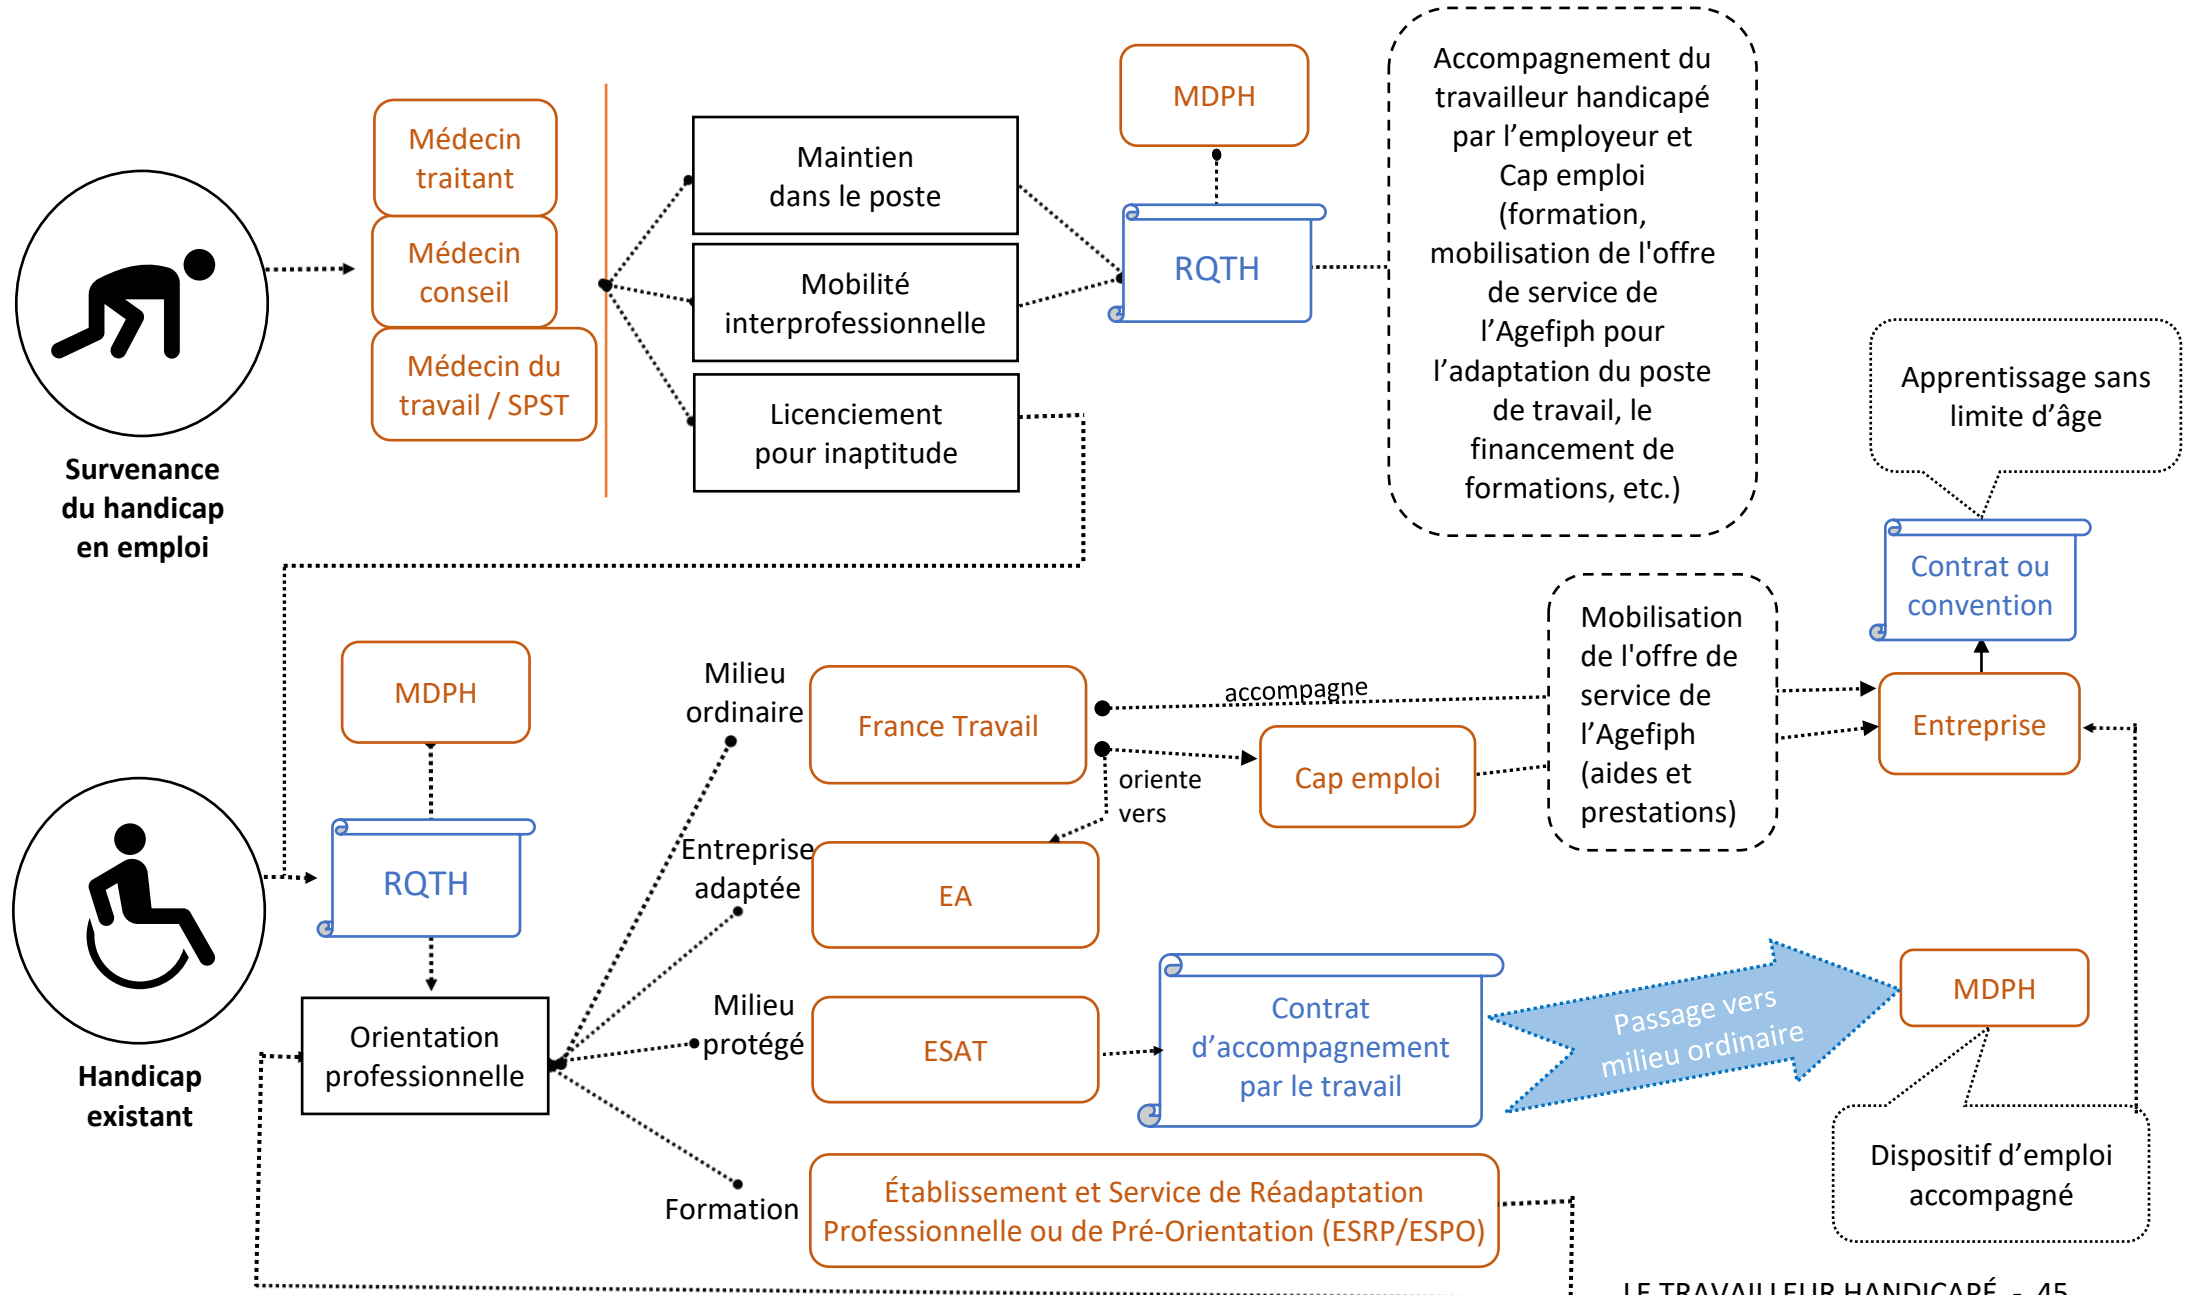 Médecin
traitant
Médecin
conseil
Médecin du
travail / SPST
Survenance
du handicap
en emploi
Maintien
dans le poste
Mobilité
interprofessionnelle
Licenciement
pour inaptitude
MDPH
RQTH
Accompagnement du
travailleur handicapé
par l’employeur et
Cap emploi
(formation,
mobilisation de l'offre
de service de
l’Agefiph pour
l’adaptation du poste
de travail, le
financement de
formations, etc.)
Apprentissage sans
limite d’âge
Contrat ou
convention
Entreprise
MDPH
RQTH
Handicap
existant
Orientation
professionnelle
Milieu
ordinaire
France Travail
accompagne
oriente
vers
Cap emploi
Mobilisation
de l'offre de
service de
l’Agefiph
(aides et
prestations)
Entreprise
adaptée
EA
Milieu
protégé
ESAT
Contrat
d’accompagnement
par le travail
Passage vers
milieu ordinaire
MDPH
Dispositif d’emploi
accompagné
Formation
Établissement et Service de Réadaptation
Professionnelle ou de Pré-Orientation (ESRP/ESPO)
LE TRAVAILLEUR HANDICAPÉ - 45